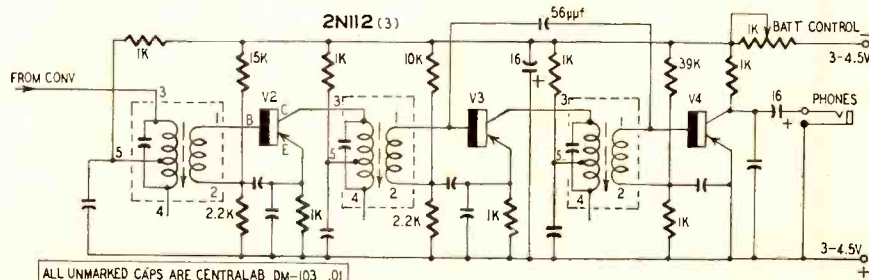 2N112 (3)
56µµf
1K
15K
1K
10K
16
+
1K
39K
1K
1K
BATT CONTROL
–
3-4.5V
FROM CONV
3
V2
C
B
E
5
4
2
3
5
4
2
V3
3
5
4
2
V4
16
+
PHONES
2.2K
1K
2.2K
1K
1K
3-4.5V
+
ALL UNMARKED CAPS ARE CENTRALAB DM-103 .01